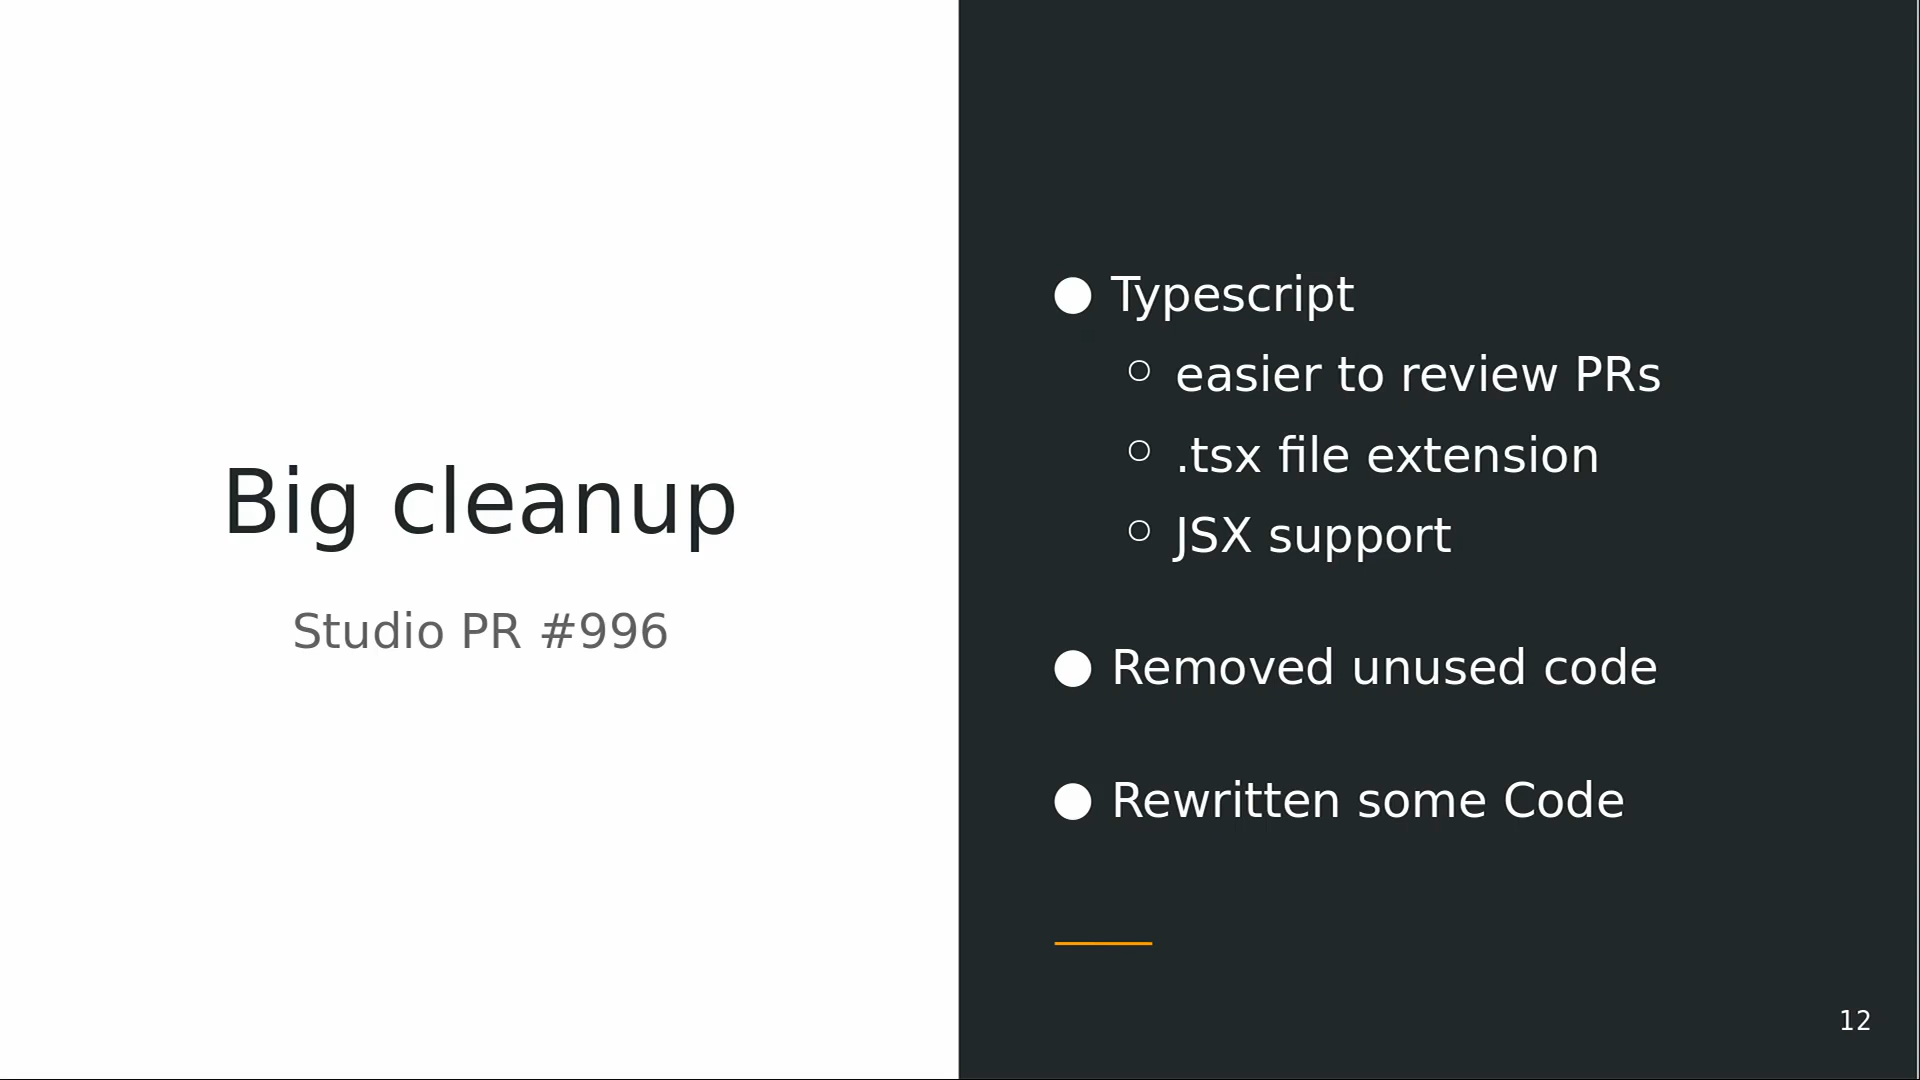 Big cleanup
Studio PR #996
● Typescript
○ easier to review PRs
○ .tsx file extension
○ JSX support
● Removed unused code
● Rewritten some Code
12